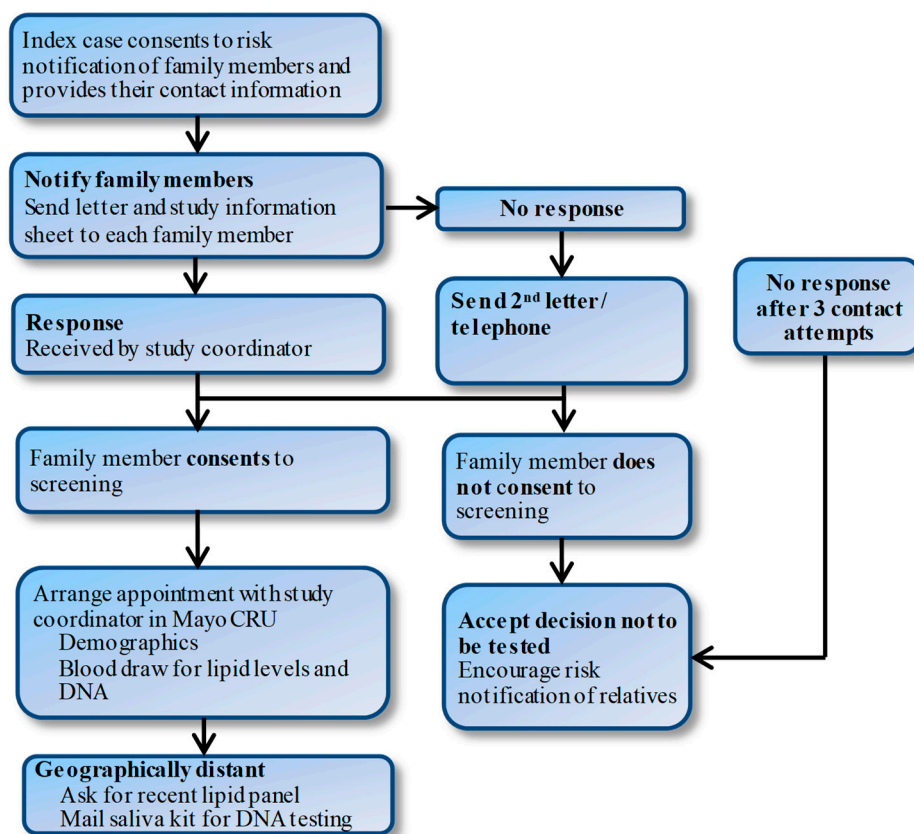 Index case consents to risk
notification of family members and
provides their contact information
Notify family members
Send letter and study information
sheet to each family member
No response
Response
Received by study coordinator
Send 2nd letter/
telephone
No response
after 3 contact
attempts
Family member consents to
screening
Family member does
not consent to
screening
Arrange appointment with study
coordinator in Mayo CRU
Demographics
Blood draw for lipid levels and
DNA
Accept decision not to
be tested
Encourage risk
notification of relatives
Geographically distant
Ask for recent lipid panel
Mail saliva kit for DNA testing